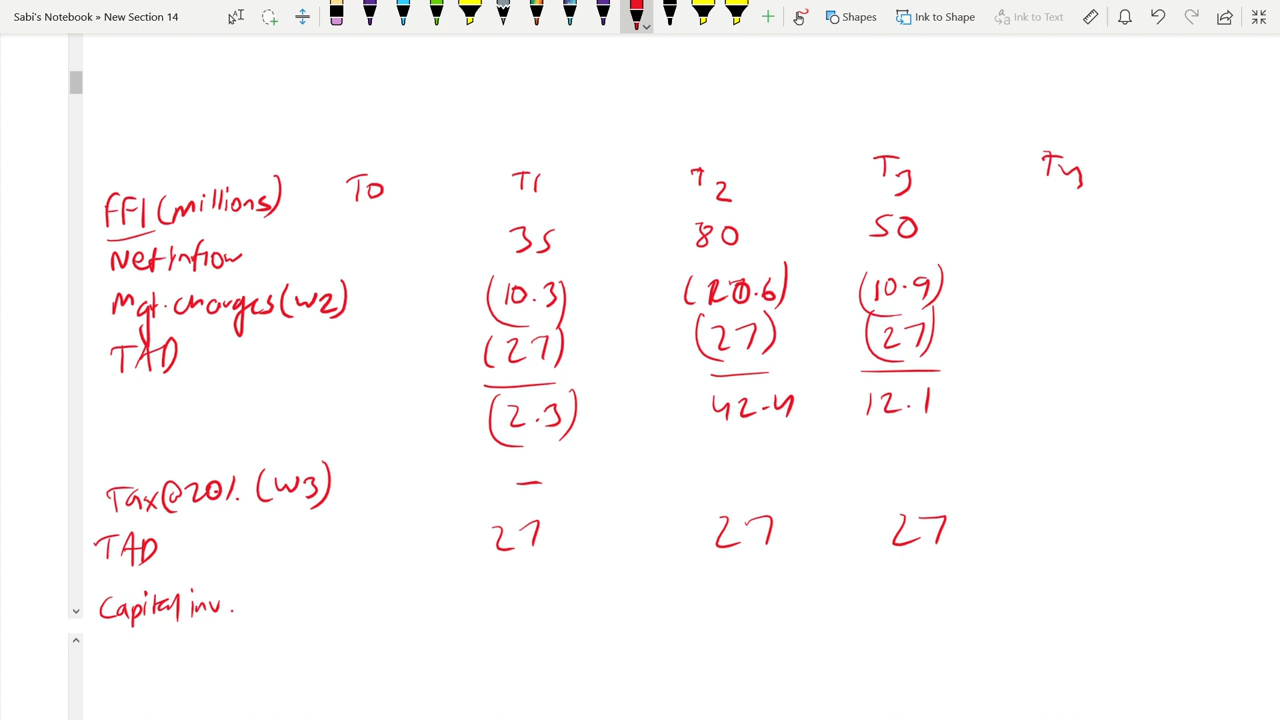 Sabi's Notebook » New Section 14
Shapes
Ink to Shape
Ink to Text
FFI (millions) T0 T1 T2 T3 T4
Net Inflow 35 80 50
Mgt. charges (W2) (10.3) (10.6) (10.9)
TAD (27) (27) (27)
(2.3) 42.4 12.1
Tax@20%. (W3) –
TAD 27 27 27
Capital inv.